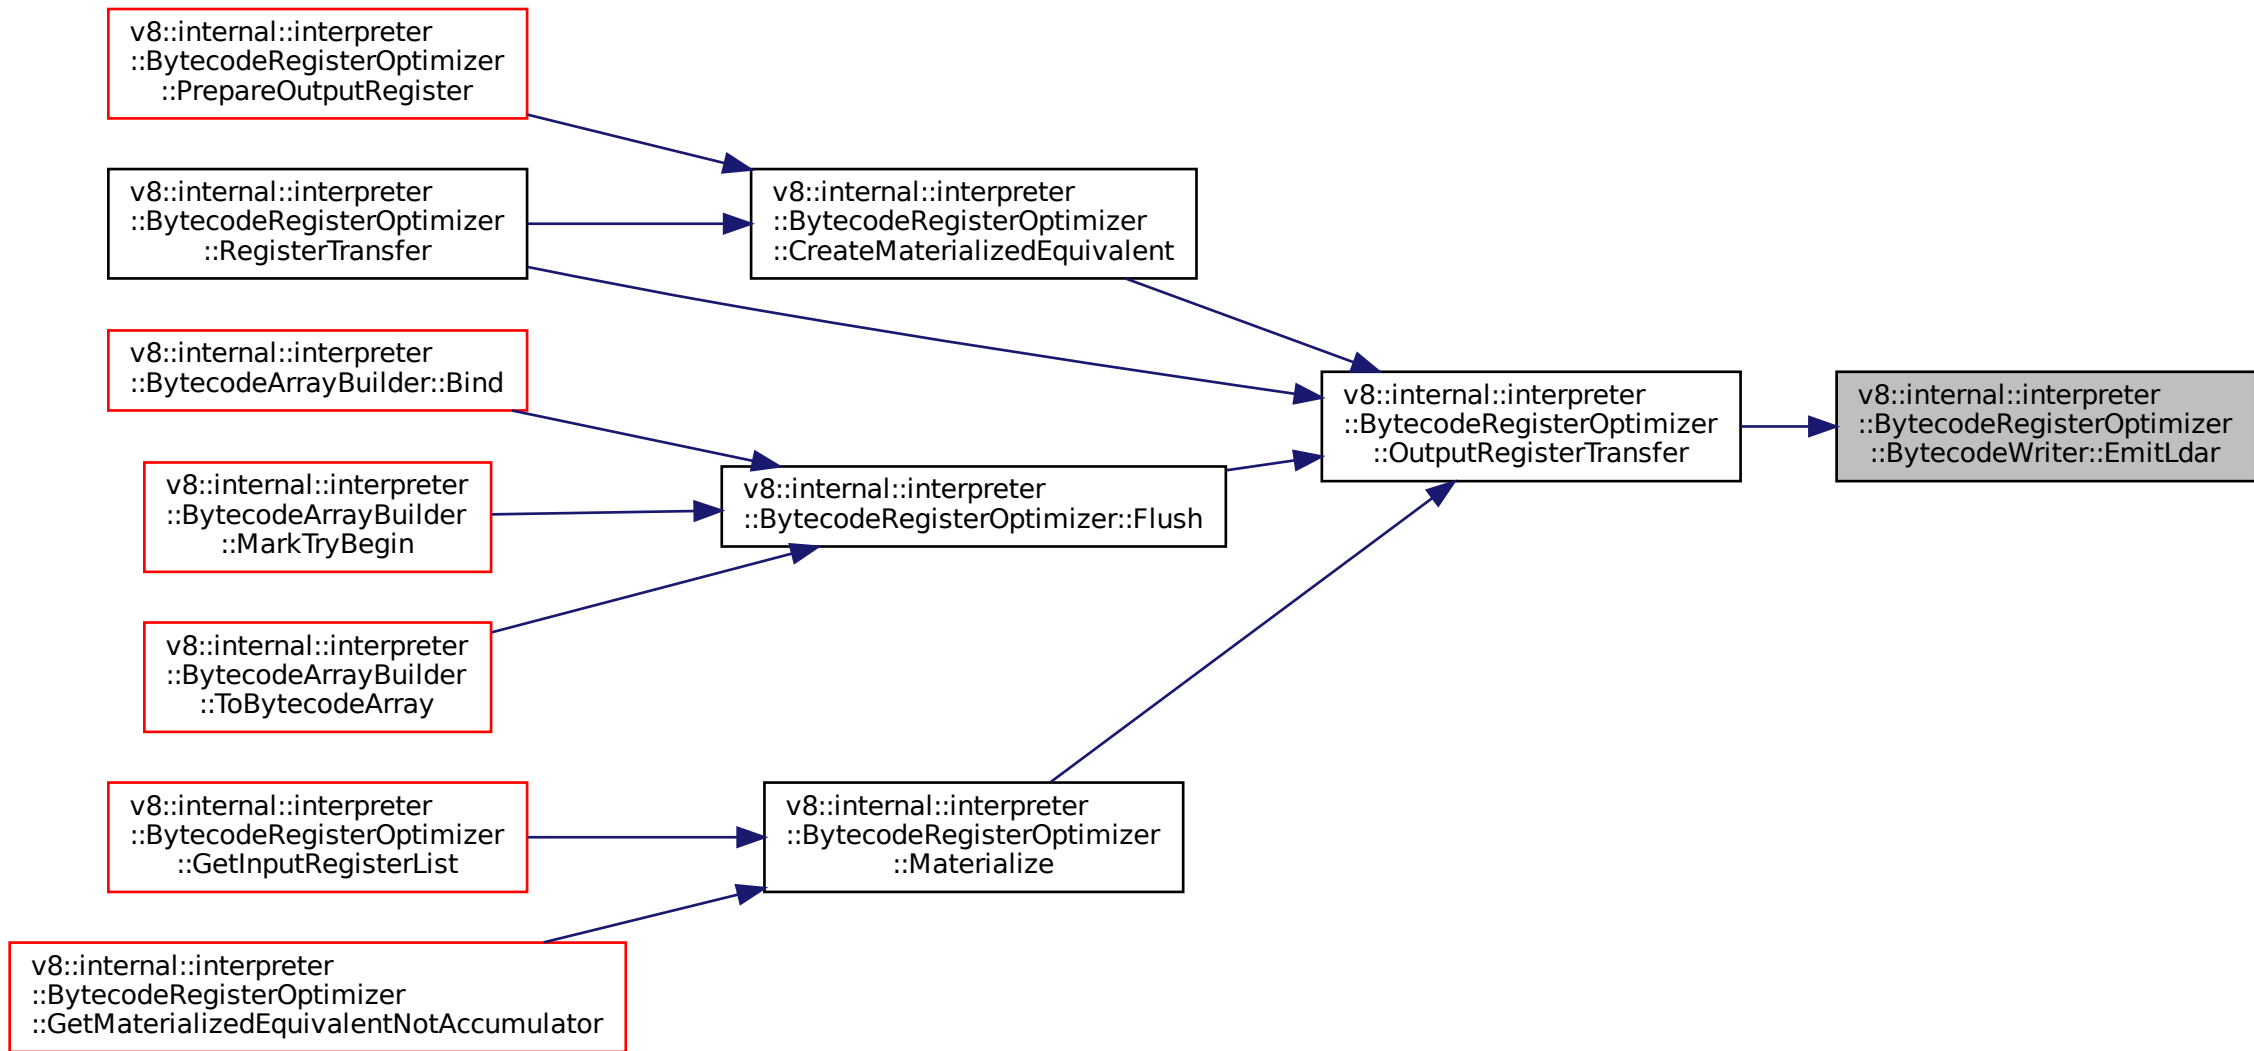 v8::internal::interpreter
::BytecodeRegisterOptimizer
::PrepareOutputRegister
v8::internal::interpreter
::BytecodeRegisterOptimizer
::RegisterTransfer
v8::internal::interpreter
::BytecodeArrayBuilder::Bind
v8::internal::interpreter
::BytecodeArrayBuilder
::MarkTryBegin
v8::internal::interpreter
::BytecodeArrayBuilder
::ToBytecodeArray
v8::internal::interpreter
::BytecodeRegisterOptimizer
::GetInputRegisterList
v8::internal::interpreter
::BytecodeRegisterOptimizer
::GetMaterializedEquivalentNotAccumulator
v8::internal::interpreter
::BytecodeRegisterOptimizer
::CreateMaterializedEquivalent
v8::internal::interpreter
::BytecodeRegisterOptimizer::Flush
v8::internal::interpreter
::BytecodeRegisterOptimizer
::Materialize
v8::internal::interpreter
::BytecodeRegisterOptimizer
::OutputRegisterTransfer
v8::internal::interpreter
::BytecodeRegisterOptimizer
::BytecodeWriter::EmitLdar